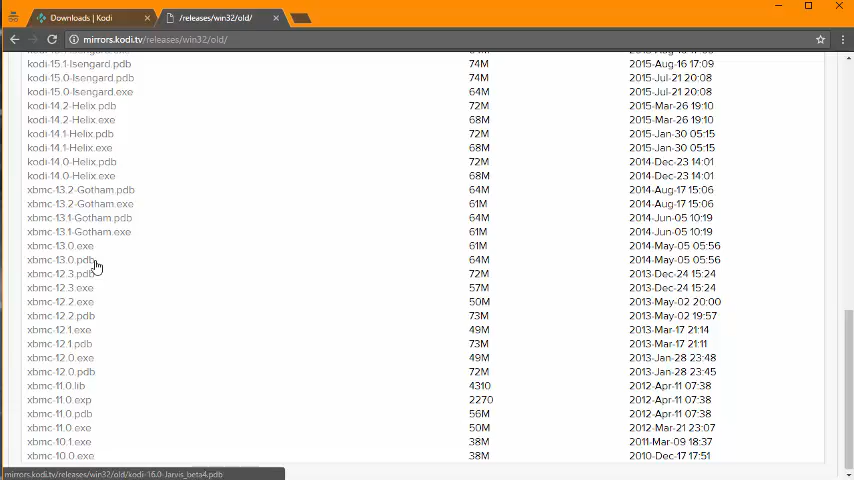 Downloads | Kodi
/releases/win32/old/
mirrors.kodi.tv/releases/win32/old/
kodi-15.1-Isengard.pdb 74M 2015-Aug-16 17:09
kodi-15.0-Isengard.pdb 74M 2015-Jul-21 20:08
kodi-15.0-Isengard.exe 64M 2015-Jul-21 20:08
kodi-14.2-Helix.pdb 72M 2015-Mar-26 19:10
kodi-14.2-Helix.exe 68M 2015-Mar-26 19:10
kodi-14.1-Helix.pdb 72M 2015-Jan-30 05:15
kodi-14.1-Helix.exe 68M 2015-Jan-30 05:15
kodi-14.0-Helix.pdb 72M 2014-Dec-23 14:01
kodi-14.0-Helix.exe 68M 2014-Dec-23 14:01
xbmc-13.2-Gotham.pdb 64M 2014-Aug-17 15:06
xbmc-13.2-Gotham.exe 61M 2014-Aug-17 15:06
xbmc-13.1-Gotham.pdb 64M 2014-Jun-05 10:19
xbmc-13.1-Gotham.exe 61M 2014-Jun-05 10:19
xbmc-13.0.exe 61M 2014-May-05 05:56
xbmc-13.0.pdb 64M 2014-May-05 05:56
xbmc-12.3.pdb 72M 2013-Dec-24 15:24
xbmc-12.3.exe 57M 2013-Dec-24 15:24
xbmc-12.2.exe 50M 2013-May-02 20:00
xbmc-12.2.pdb 73M 2013-May-02 19:57
xbmc-12.1.exe 49M 2013-Mar-17 21:14
xbmc-12.1.pdb 73M 2013-Mar-17 21:11
xbmc-12.0.exe 49M 2013-Jan-28 23:48
xbmc-12.0.pdb 72M 2013-Jan-28 23:45
xbmc-11.0.lib 4310 2012-Apr-11 07:38
xbmc-11.0.exp 2270 2012-Apr-11 07:38
xbmc-11.0.pdb 56M 2012-Apr-11 07:38
xbmc-11.0.exe 50M 2012-Mar-21 23:07
xbmc-10.1.exe 38M 2011-Mar-09 18:37
xbmc-10.0.exe 38M 2010-Dec-17 17:51
mirrors.kodi.tv/releases/win32/old/kodi-16.0-Jarvis_beta4.pdb